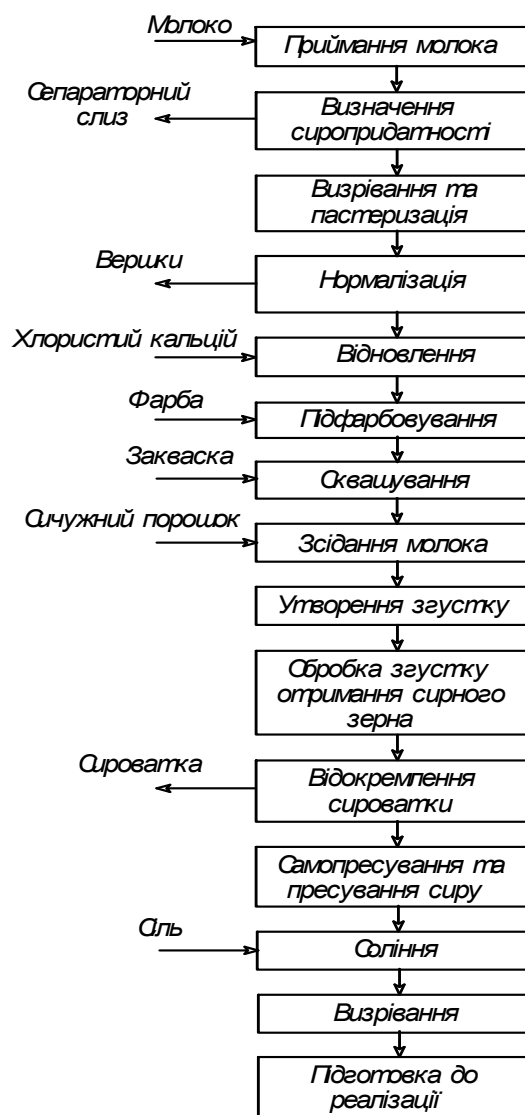 Молоко
Приймання молока
Сепараторний
слиз
Визначення
сиропридатності
Визрівання та
пастеризація
Вершки
Нормалізація
Хлористий кальцій
Відновлення
Фарба
Підфарбовування
Закваска
Сквашування
Сичужний порошок
Зсідання молока
Утворення згустку
Обробка згустку
отримання сирного
зерна
Сироватка
Відокремлення
сироватки
Самопресування та
пресування сиру
Сіль
Соління
Визрівання
Підготовка до
реалізації